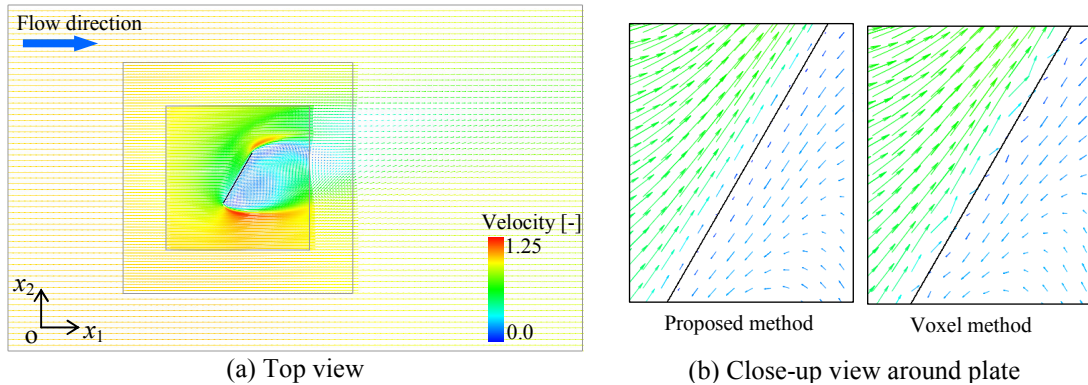 Flow direction
Velocity [-]
1.25
0.0
x₂
o
x₁
(a) Top view
Proposed method
Voxel method
(b) Close-up view around plate